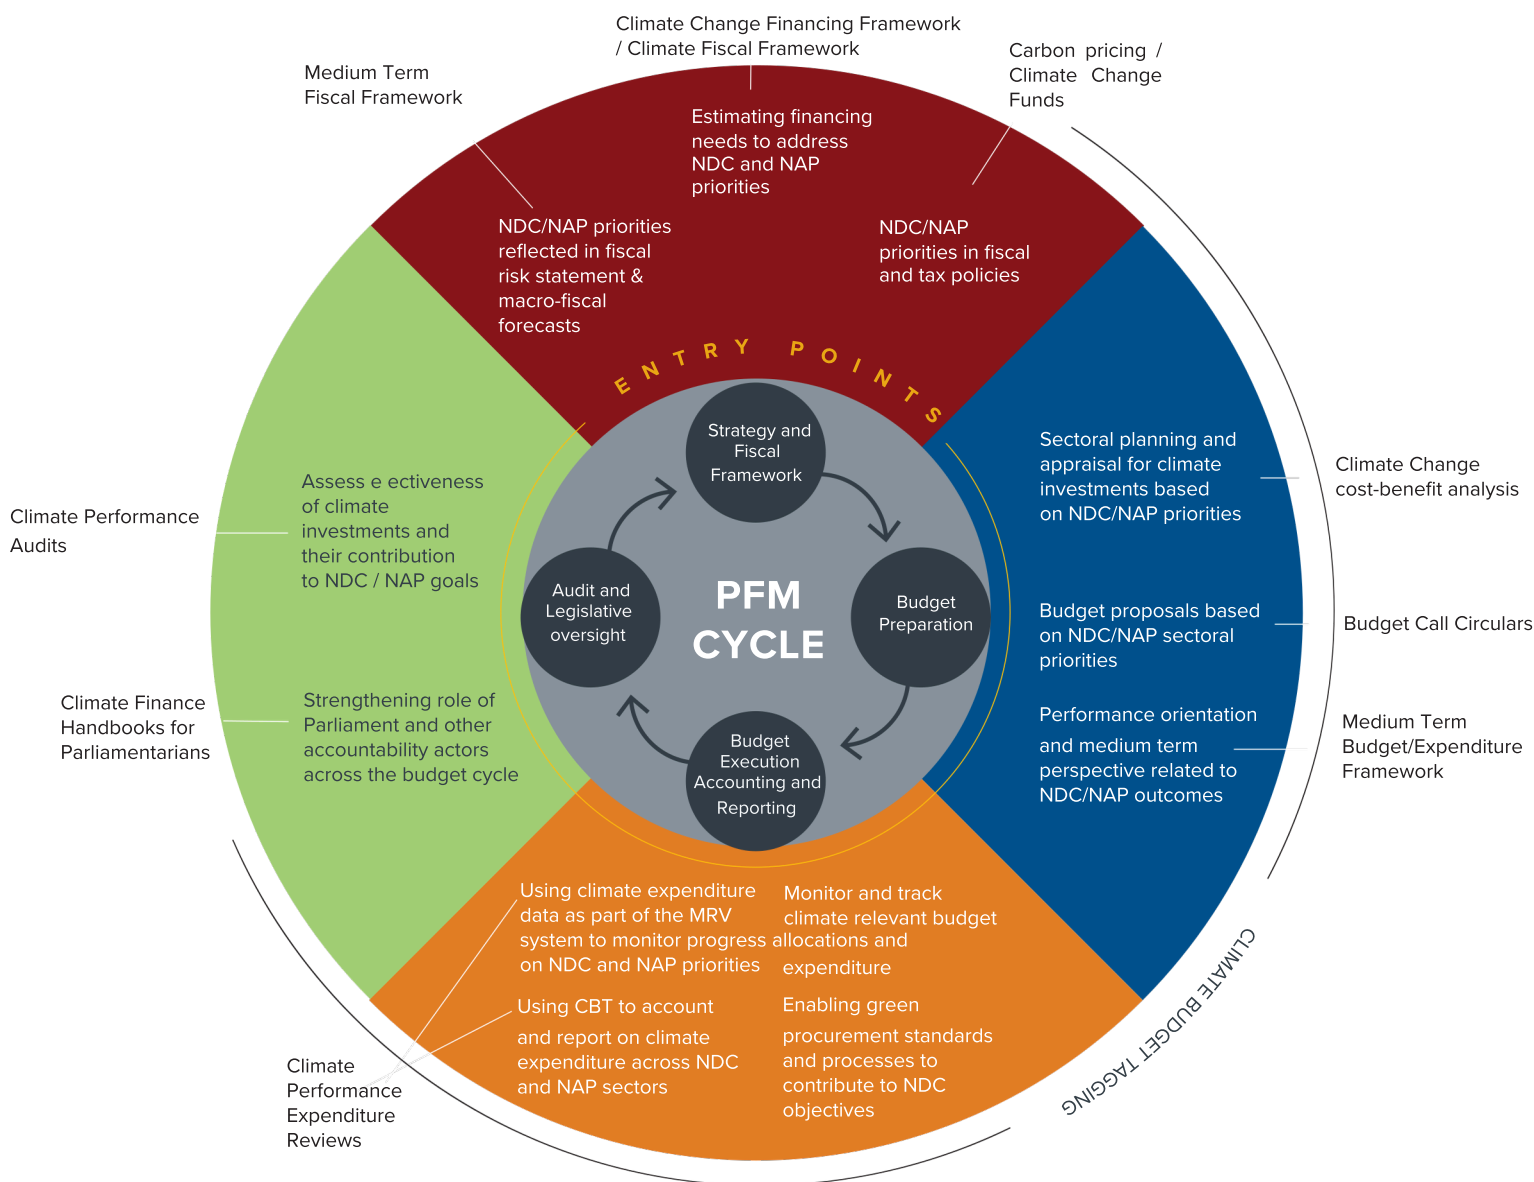 Climate Change Financing Framework
/ Climate Fiscal Framework
Medium Term
Fiscal Framework
Carbon pricing /
Climate Change
Funds
Estimating financing
needs to address
NDC and NAP
priorities
NDC/NAP priorities
reflected in fiscal
risk statement &
macro-fiscal
forecasts
NDC/NAP
priorities in fiscal
and tax policies
ENTRY POINTS
Strategy and
Fiscal
Framework
Sectoral planning and
appraisal for climate
investments based
on NDC/NAP priorities
Climate Change
cost-benefit analysis
Budget proposals based
on NDC/NAP sectoral
priorities
Budget Call Circulars
Performance orientation
and medium term
perspective related to
NDC/NAP outcomes
Medium Term
Budget/Expenditure
Framework
Climate Performance
Audits
Assess e ectiveness
of climate
investments and
their contribution
to NDC / NAP goals
Climate Finance
Handbooks for
Parliamentarians
Strengthening role of
Parliament and other
accountability actors
across the budget cycle
Audit and
Legislative
oversight
PFM
CYCLE
Budget
Preparation
Budget
Execution
Accounting and
Reporting
Using climate expenditure
data as part of the MRV
system to monitor progress
on NDC and NAP priorities
Monitor and track
climate relevant budget
allocations and
expenditure
Using CBT to account
and report on climate
expenditure across NDC
and NAP sectors
Enabling green
procurement standards
and processes to
contribute to NDC
objectives
Climate
Performance
Expenditure
Reviews
CLIMATE BUDGET TAGGING